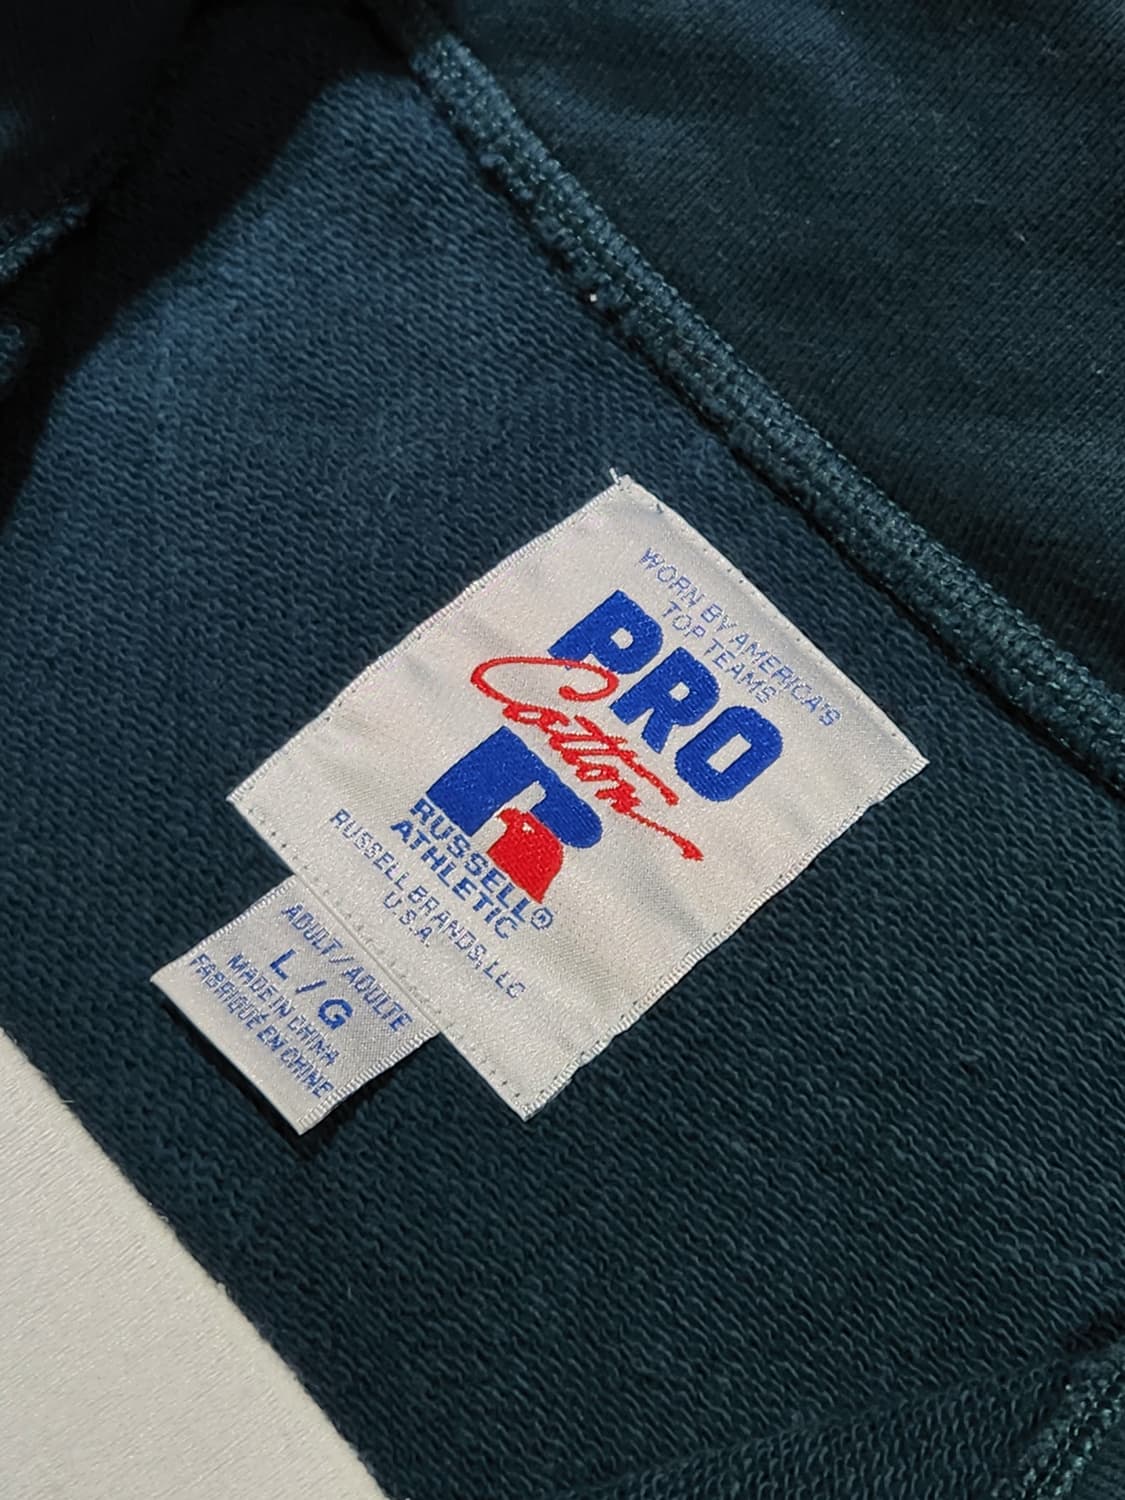 WORN BY AMERICA'S
TOP TEAMS
PRO
Cotton
RUSSELL
ATHLETIC®
RUSSELL BRANDS, LLC
U.S.A.
ADULT/ADULTE
L / G
MADE IN CHINA
FABRIQUÉ EN CHINE